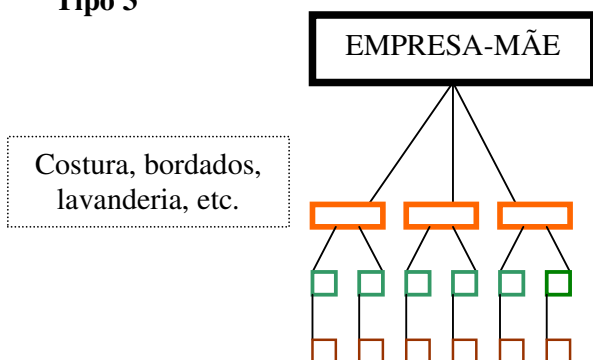 Tipo 3
EMPRESA-MÃE
Costura, bordados,
lavanderia, etc.